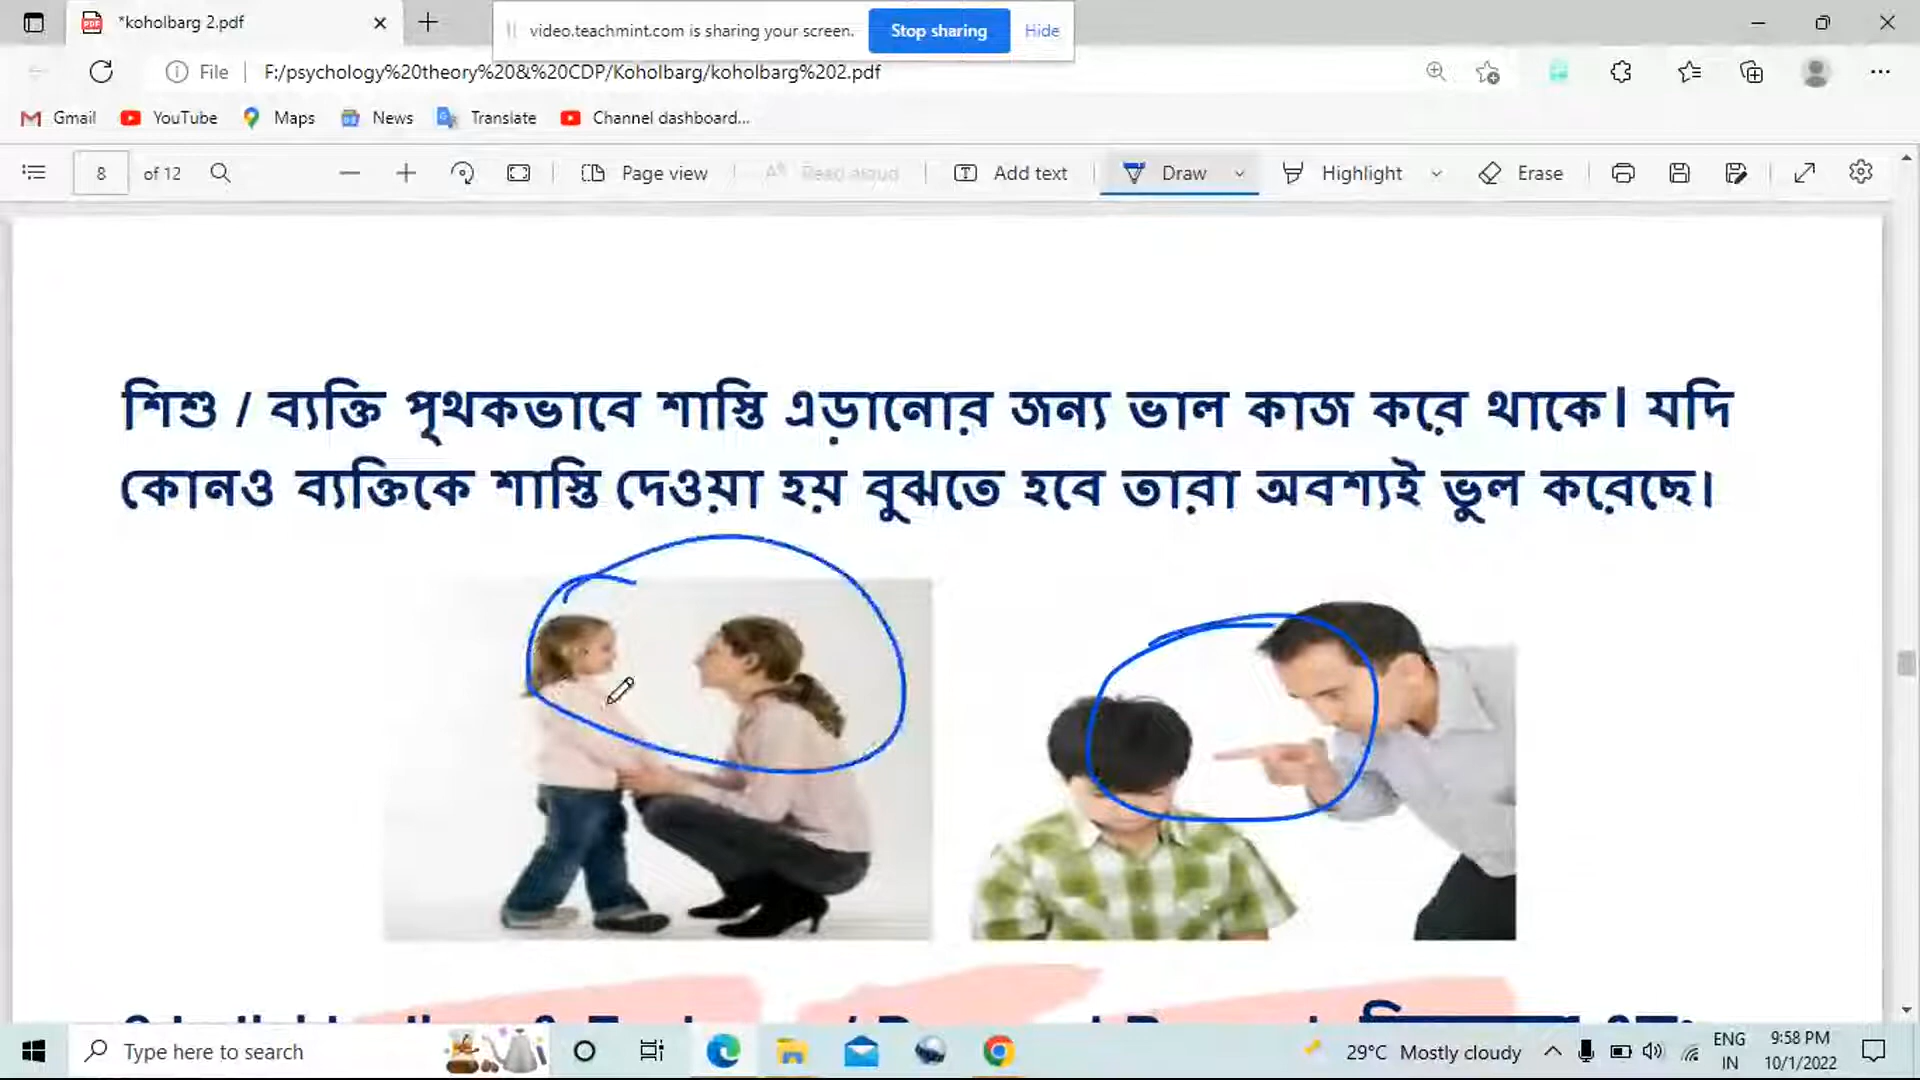 *koholbarg 2.pdf
video.teachmint.com is sharing your screen.
Stop sharing
Hide
File
F:/psychology%20theory%20&%20CDP/Koholbarg/koholbarg%202.pdf
Gmail
YouTube
Maps
News
Translate
Channel dashboard...
8 of 12
Page view
Read aloud
Add text
Draw
Highlight
Erase
শিশু / ব্যক্তি পৃথকভাবে শাস্তি এড়ানোর জন্য ভাল কাজ করে থাকে। যদি
কোনও ব্যক্তিকে শাস্তি দেওয়া হয় বুঝতে হবে তারা অবশ্যই ভুল করেছে।
Type here to search
29°C Mostly cloudy
ENG
IN
9:58 PM
10/1/2022